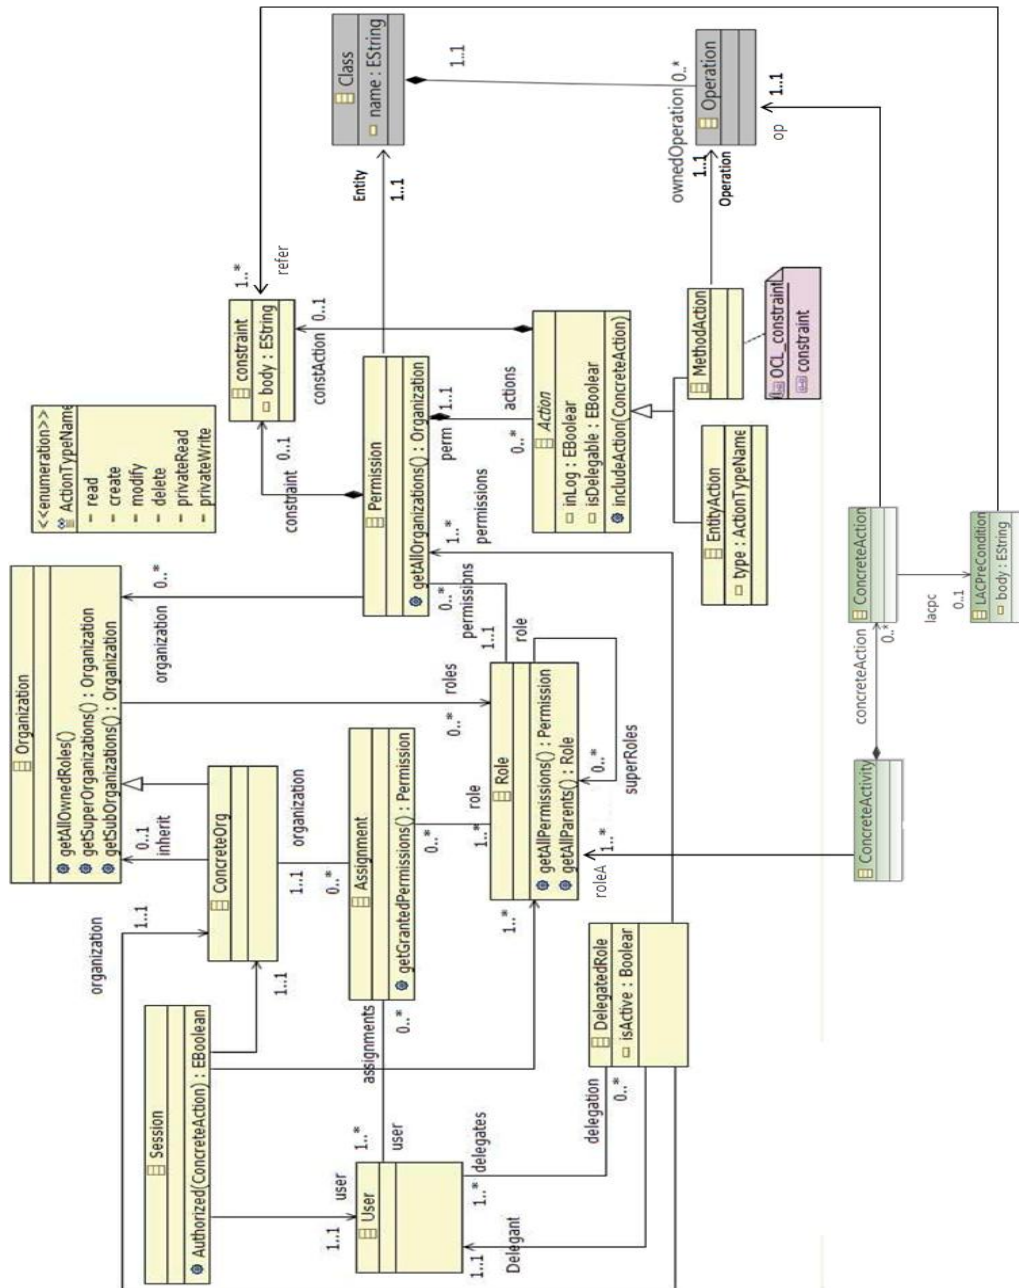 organization
1..1
Session
Authorized(ConcreteAction) : EBoolean
Organization
getAllOwnedRoles()
getSuperOrganizations() : Organization
getSubOrganizations() : Organization
<<enumeration>>
ActionTypeName
read
create
modify
delete
privateRead
privateWrite
0..1
inherit
organization
0..*
ConcreteOrg
1..1
1..1
organization
0..*
user
1..1
User
1..*
user
assignments
0..*
Assignment
getGrantedPermissions() : Permission
0..*
role
1..*
roles
0..*
constraint
body : EString
1..*
refer
constraint
0..1
constAction
0..1
Permission
getAllOrganizations() : Organization
Entity
1..1
Class
name : EString
1..1
perm
1..1
0..*
permissions
1..*
permissions
1..1
role
1..1
Delegant
1..*
delegates
1..*
Role
getAllPermissions() : Permission
getAllParents() : Role
0..*
superRoles
roleA
1..*
actions
0..*
Action
inLog : EBoolear
isDelegable : EBoolear
includeAction(ConcreteAction)
delegation
0..*
DelegatedRole
isActive : Boolear
EntityAction
type : ActionTypeName
MethodAction
OCL_constraint
constraint
ownedOperation
0..*
1..1
Operation
Operation
1..1
op
ConcreteActivity
concreteAction
0..*
ConcreteAction
lacpc
0..1
LACPreCondition
body : EString